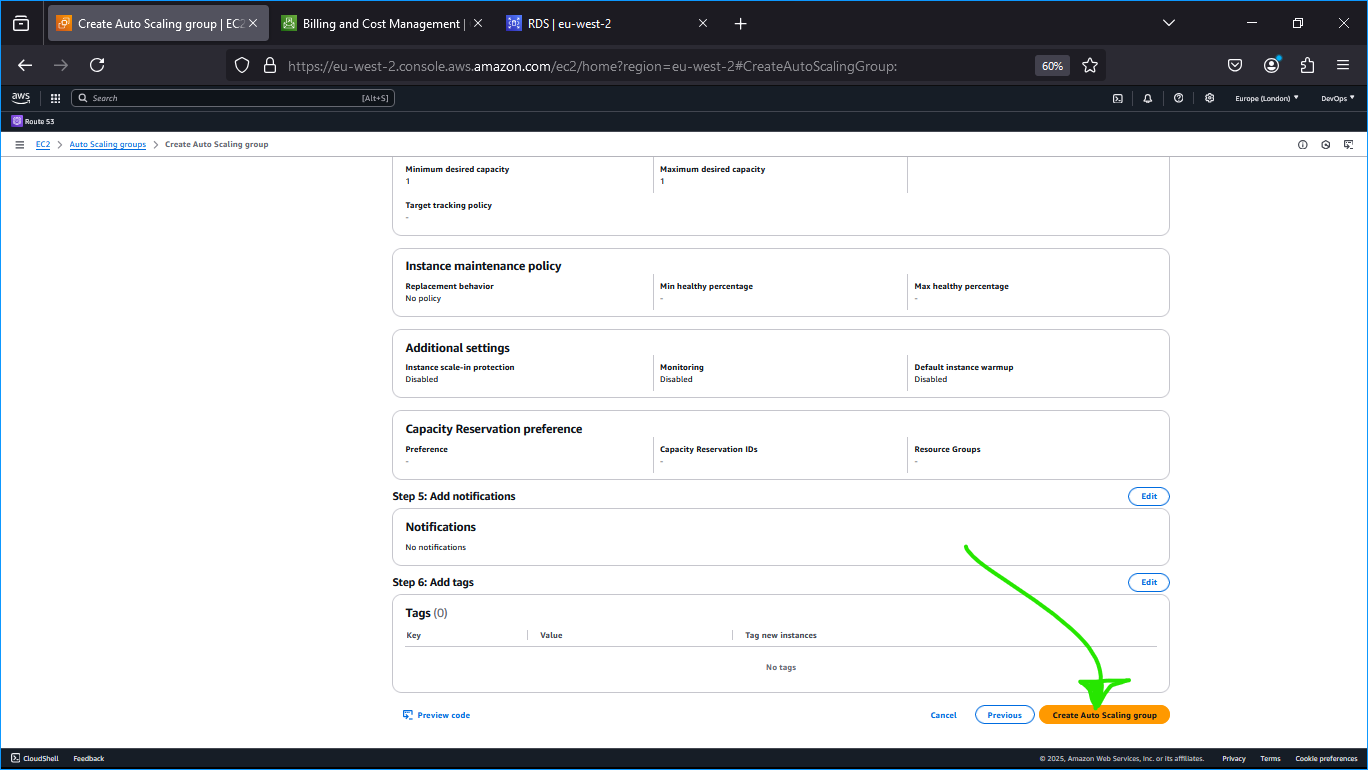 Create Auto Scaling group | EC2
Billing and Cost Management |
RDS | eu-west-2
https://eu-west-2.console.aws.amazon.com/ec2/home?region=eu-west-2#CreateAutoScalingGroup:
60%
aws
Search
[Alt+S]
Europe (London)
DevOps
Route 53
EC2
Auto Scaling groups
Create Auto Scaling group
Minimum desired capacity
Maximum desired capacity
1
1
Target tracking policy
-
Instance maintenance policy
Replacement behavior
Min healthy percentage
Max healthy percentage
No policy
-
-
Additional settings
Instance scale-in protection
Monitoring
Default instance warmup
Disabled
Disabled
Disabled
Capacity Reservation preference
Preference
Capacity Reservation IDs
Resource Groups
-
-
-
Step 5: Add notifications
Edit
Notifications
No notifications
Step 6: Add tags
Edit
Tags (0)
Key
Value
Tag new instances
No tags
Preview code
Cancel
Previous
Create Auto Scaling group
CloudShell
Feedback
© 2025, Amazon Web Services, Inc. or its affiliates.
Privacy
Terms
Cookie preferences